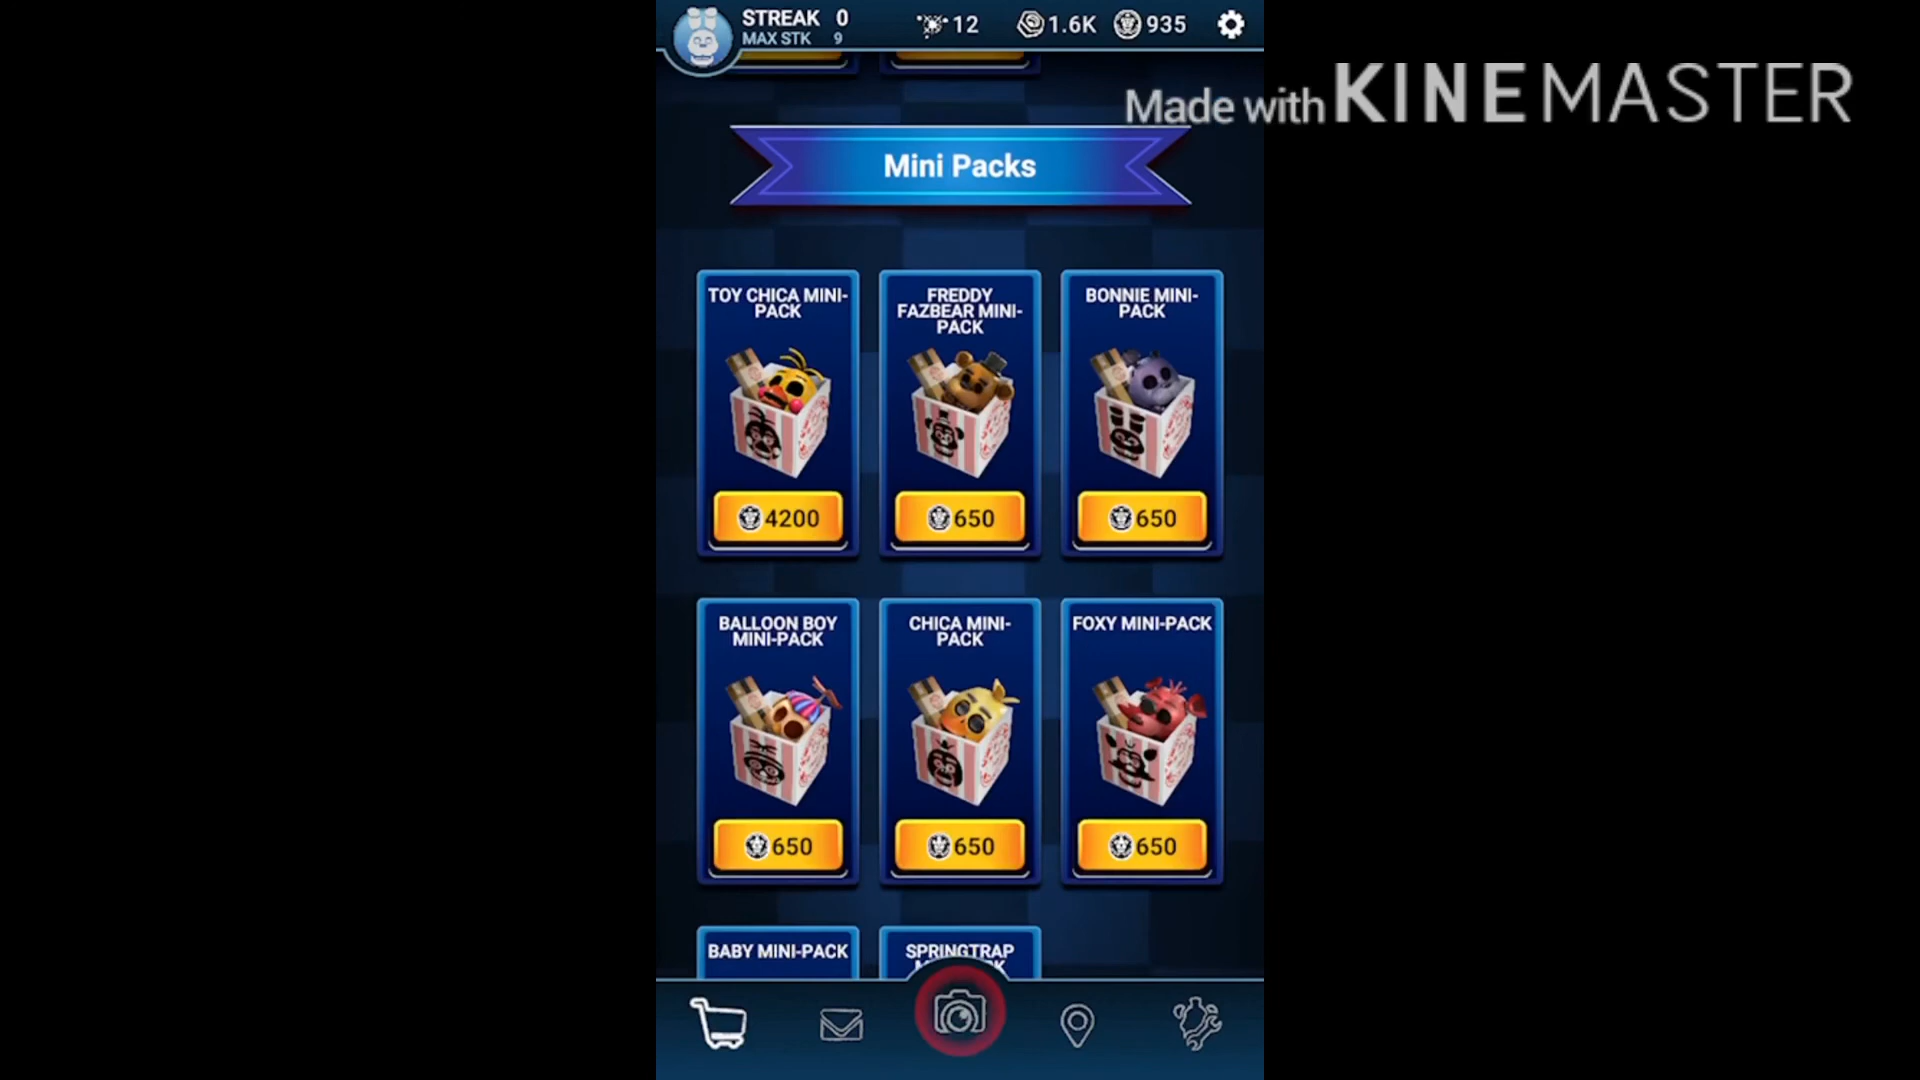 STREAK 0
MAX STK 9
12
1.6K
935
Made with KINEMASTER
Mini Packs
TOY CHICA MINI-
PACK
FREDDY
FAZBEAR MINI-
PACK
BONNIE MINI-
PACK
4200
650
650
BALLOON BOY
MINI-PACK
CHICA MINI-
PACK
FOXY MINI-PACK
650
650
650
BABY MINI-PACK
SPRINGTRAP